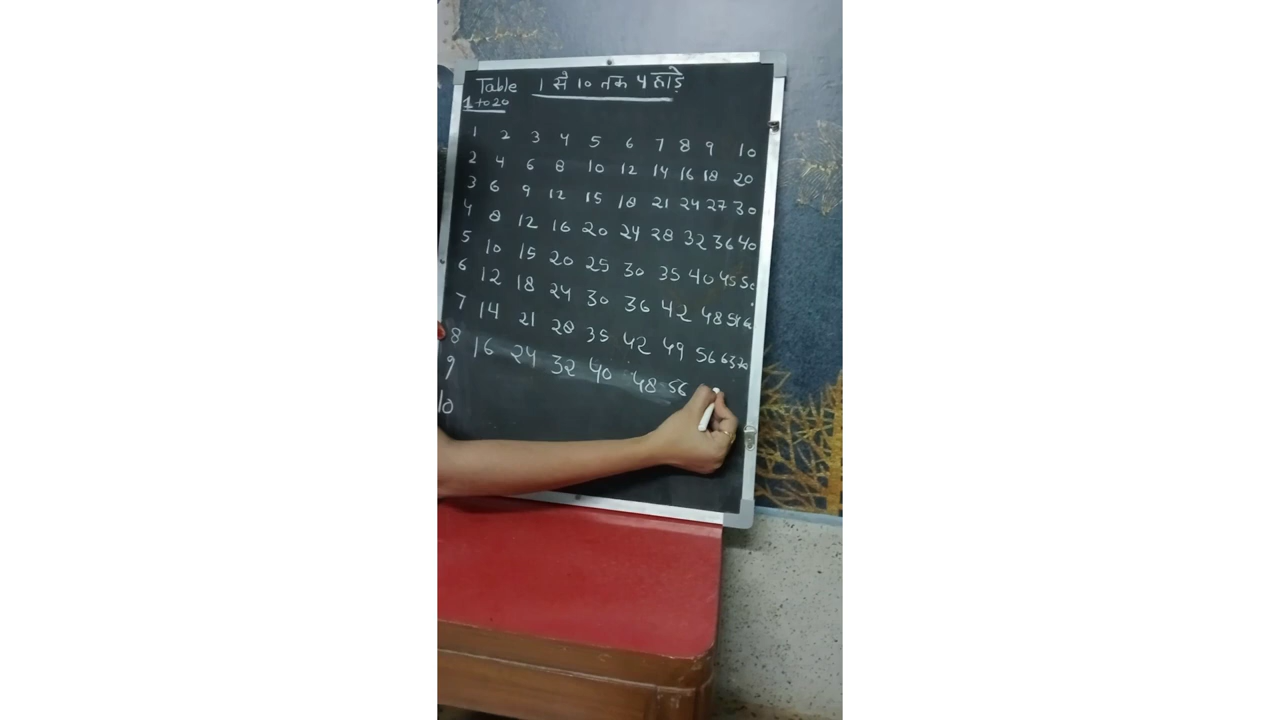 Table 1 से 10 तक पहाड़े
1 to 20
1 2 3 4 5 6 7 8 9 10
2 4 6 8 10 12 14 16 18 20
3 6 9 12 15 18 21 24 27 30
4 8 12 16 20 24 28 32 36 40
5 10 15 20 25 30 35 40 45 50
6 12 18 24 30 36 42 48 54
7 14 21 28 35 42 49 56 63 70
8 16 24 32 40 48 56
9
10